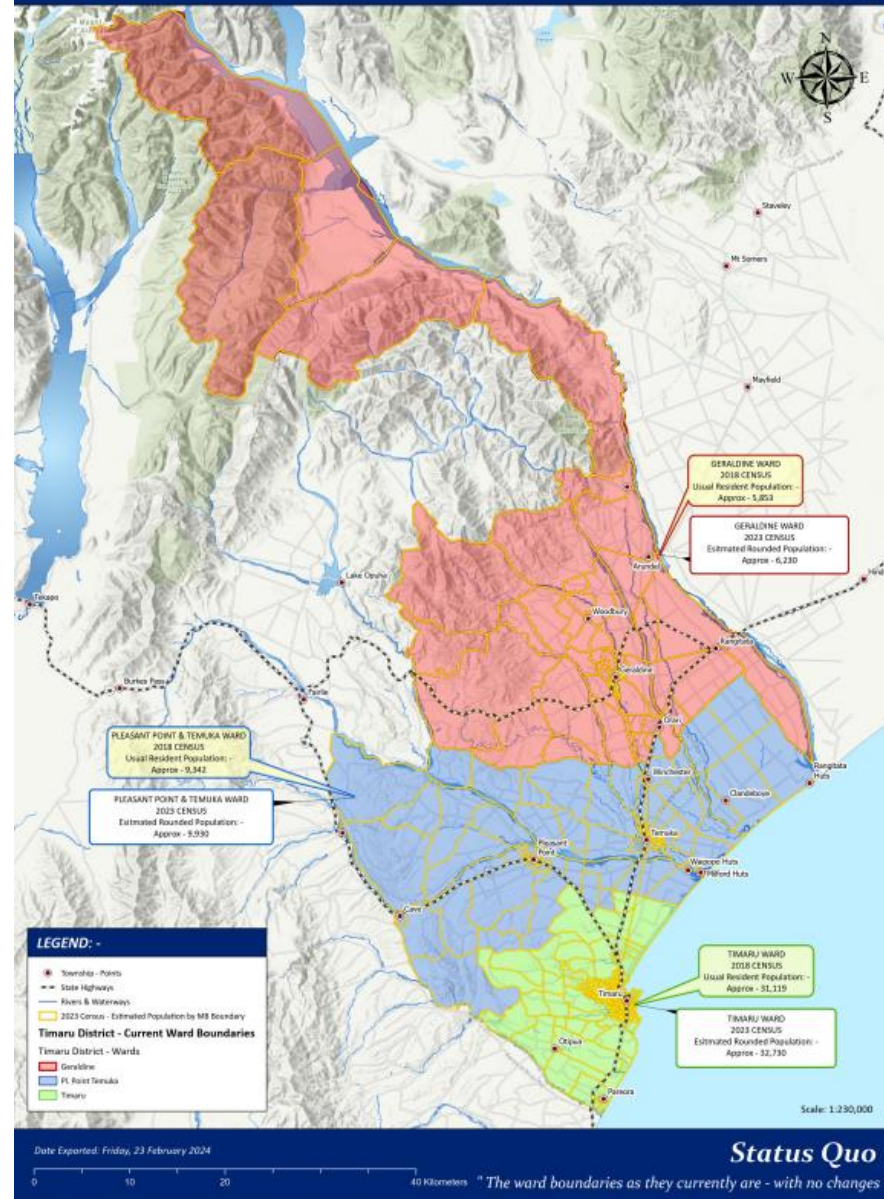 N
W E
S
Staveley
Mt Somers
Mayfield
GERALDINE WARD
2018 CENSUS
Usual Resident Population: -
Approx - 5,853
GERALDINE WARD
2023 CENSUS
Esitmated Rounded Population: -
Approx - 6,230
Arundel
Lake Opuha
Tekapo
Woodbury
Rangitata
Geraldine
Burkes Pass
Fairlie
Orari
PLEASANT POINT & TEMUKA WARD
2018 CENSUS
Usual Resident Population: -
Approx - 9,342
Winchester
Rangitata
Huts
Clandeboye
PLEASANT POINT & TEMUKA WARD
2023 CENSUS
Esitmated Rounded Population: -
Approx - 9,930
Temuka
Pleasant
Point
Waipopo Huts
Milford Huts
Cave
LEGEND: -
Township - Points
State Highways
Rivers & Waterways
2023 Census - Estimated Population by MB Boundary
Timaru District - Current Ward Boundaries
Timaru District - Wards
Geraldine
Pl. Point Temuka
Timaru
TIMARU WARD
2018 CENSUS
Usual Resident Population: -
Approx - 31,119
Timaru
TIMARU WARD
2023 CENSUS
Esitmated Rounded Population: -
Approx - 32,730
Otipua
Pareora
Scale: 1:230,000
Date Exported: Friday, 23 February 2024
Status Quo
0 10 20 40 Kilometers
" The ward boundaries as they currently are - with no changes